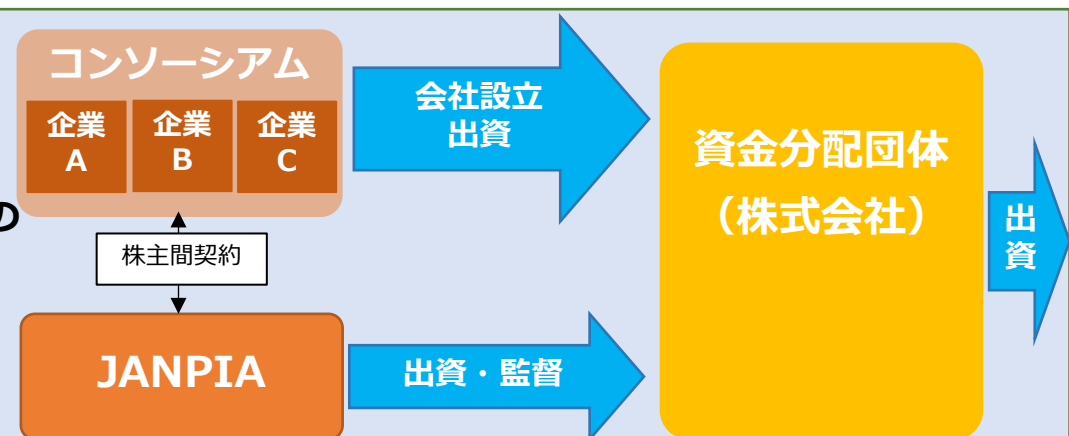 コンソーシアム
企業
A
企業
B
企業
C
会社設立
出資
資金分配団体
（株式会社）
出
資
の
株主間契約
JANPIA
出資・監督